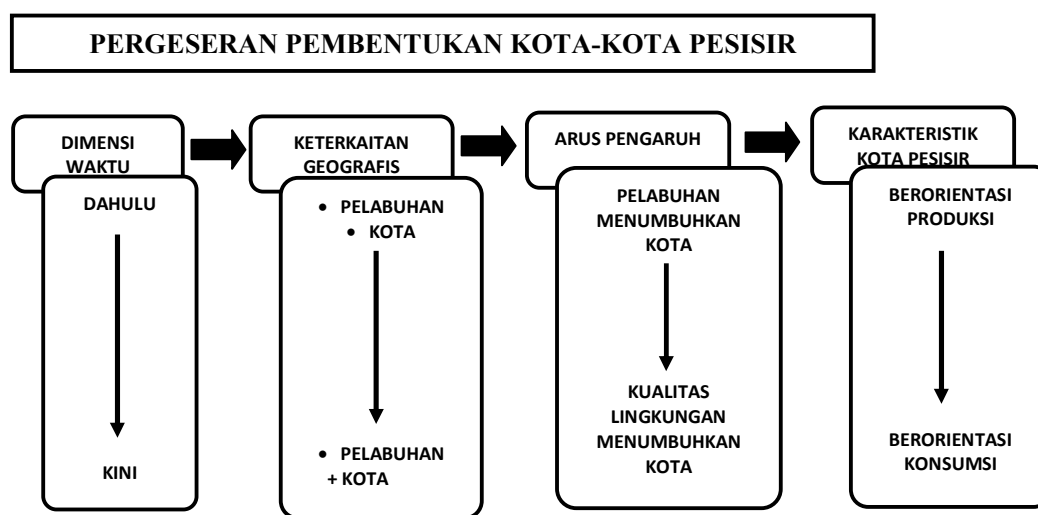 PERGESERAN PEMBENTUKAN KOTA-KOTA PESISIR
DIMENSI
WAKTU
DAHULU
KINI
KETERKAITAN
GEOGRAFIS
• PELABUHAN
• KOTA
• PELABUHAN
+ KOTA
ARUS PENGARUH
PELABUHAN
MENUMBUHKAN
KOTA
KUALITAS
LINGKUNGAN
MENUMBUHKAN
KOTA
KARAKTERISTIK
KOTA PESISIR
BERORIENTASI
PRODUKSI
BERORIENTASI
KONSUMSI